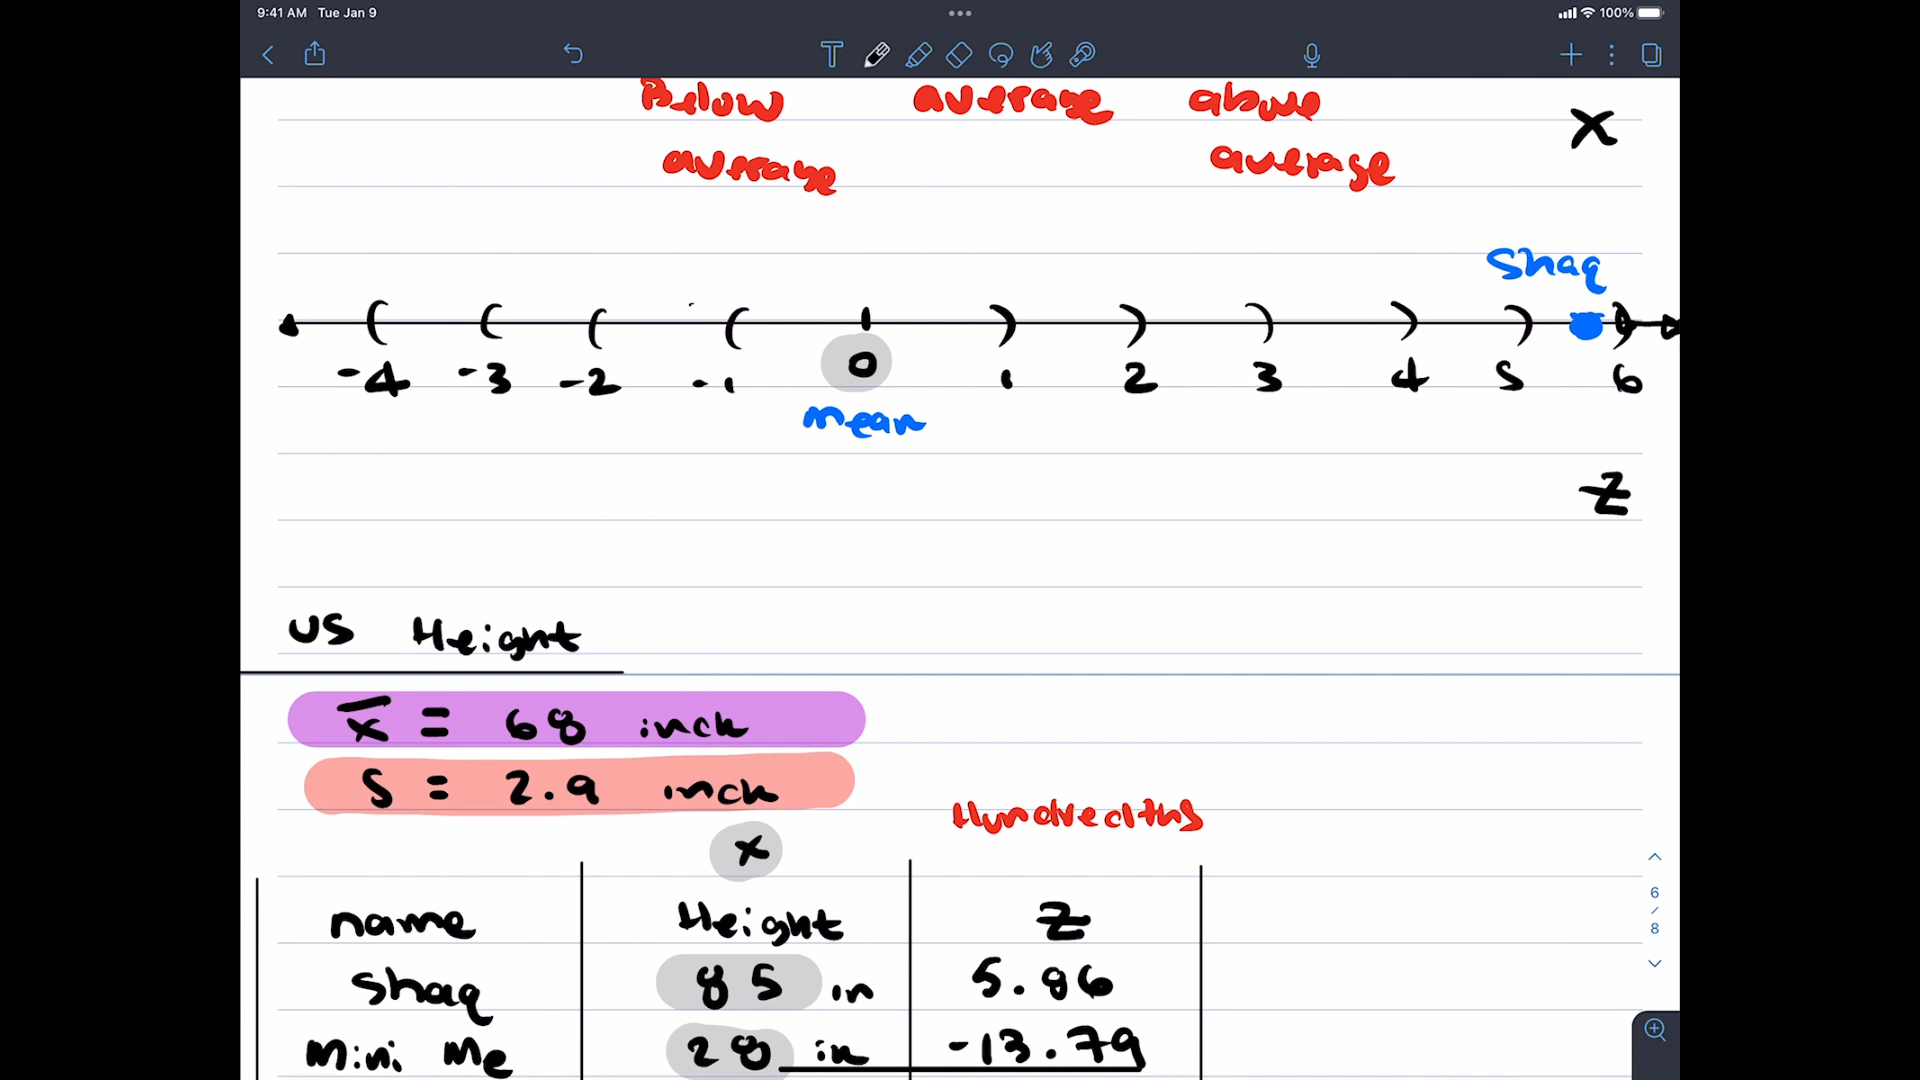 9:41 AM Tue Jan 9 100%
Below average above X
average average
Shaq
-4 -3 -2 -1 0 1 2 3 4 5 6
mean
Z
US Height
x̄ = 68 inch
S = 2.9 inch
Hundredths
x
name Height Z
Shaq 85 in 5.86
Mini Me 28 in -13.79
6
/
8